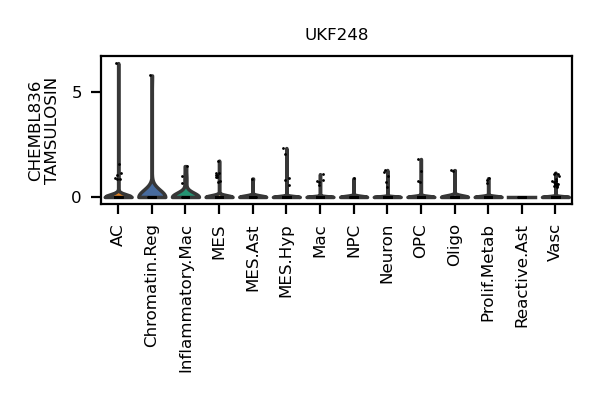 UKF248
CHEMBL836
TAMSULOSIN
5
0
AC
Chromatin.Reg
Inflammatory.Mac
MES
MES.Ast
MES.Hyp
Mac
NPC
Neuron
OPC
Oligo
Prolif.Metab
Reactive.Ast
Vasc